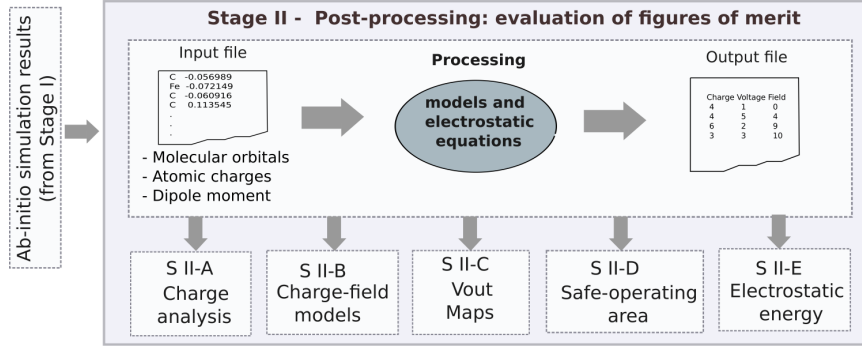 Stage II - Post-processing: evaluation of figures of merit
Ab-initio simulation results
(from Stage I)
Input file
C -0.056989
Fe -0.072149
C -0.060916
C 0.113545
.
.
.
- Molecular orbitals
- Atomic charges
- Dipole moment
Processing
models and
electrostatic
equations
Output file
Charge Voltage Field
4 1 0
4 5 4
6 2 9
3 3 10
S II-A
Charge
analysis
S II-B
Charge-field
models
S II-C
Vout
Maps
S II-D
Safe-operating
area
S II-E
Electrostatic
energy